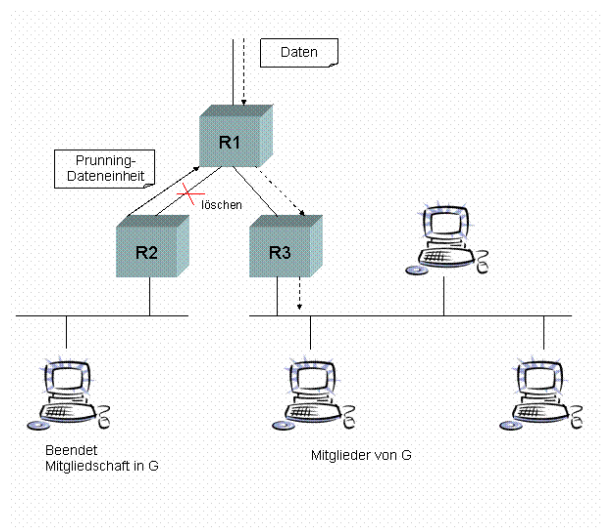 Daten
R1
Prunning-
Dateneinheit
löschen
R2
R3
Beendet
Mitgliedschaft in G
Mitglieder von G